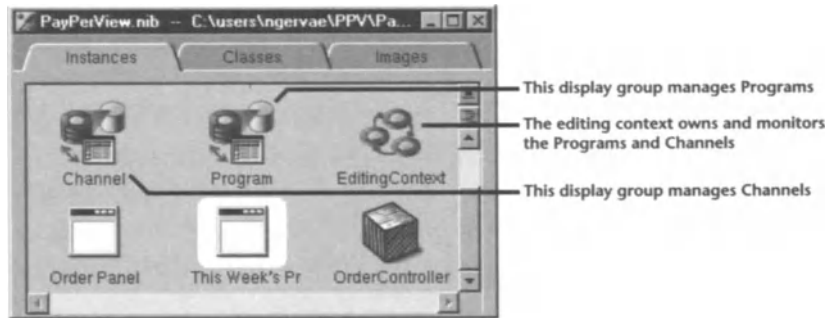 PayPerView.nib -- C:\users\ngervae\PPV\Pa...
Instances
Classes
Images
Channel
Program
EditingContext
Order Panel
This Week's Pr
OrderController
This display group manages Programs
The editing context owns and monitors
the Programs and Channels
This display group manages Channels